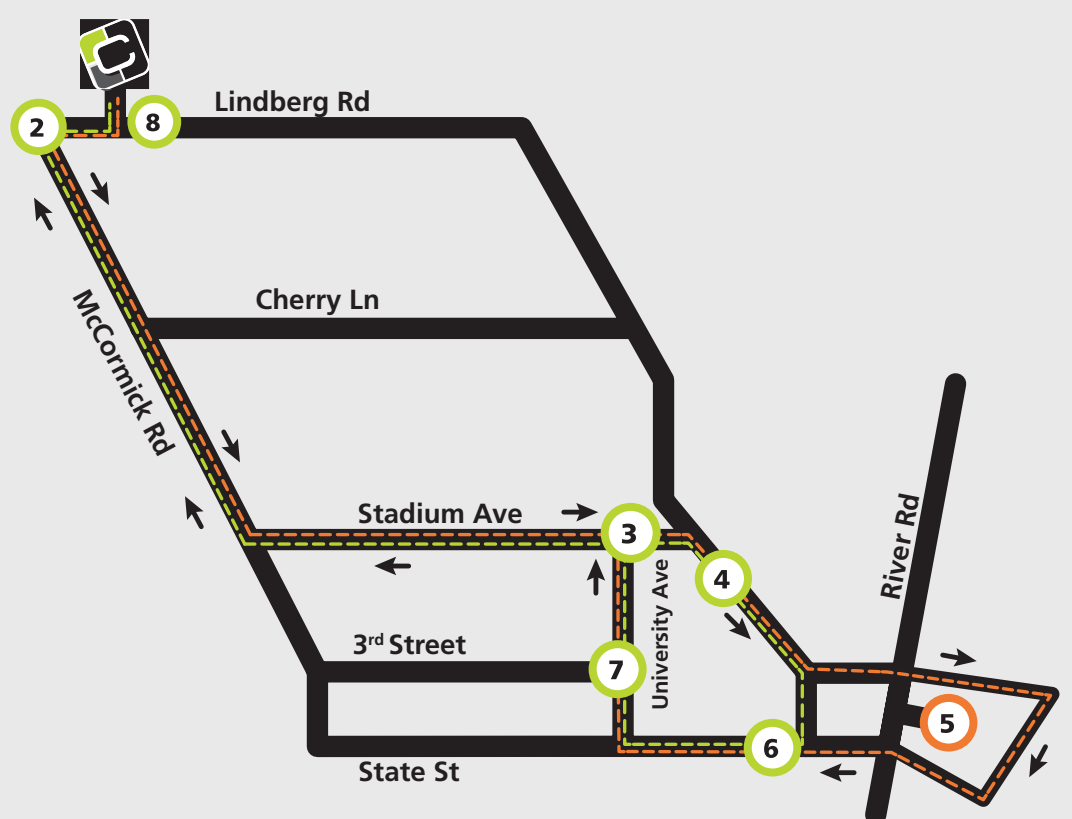 C
2
8
Lindberg Rd
Cherry Ln
McCormick Rd
Stadium Ave
3
4
River Rd
University Ave
3rd Street
7
5
6
State St